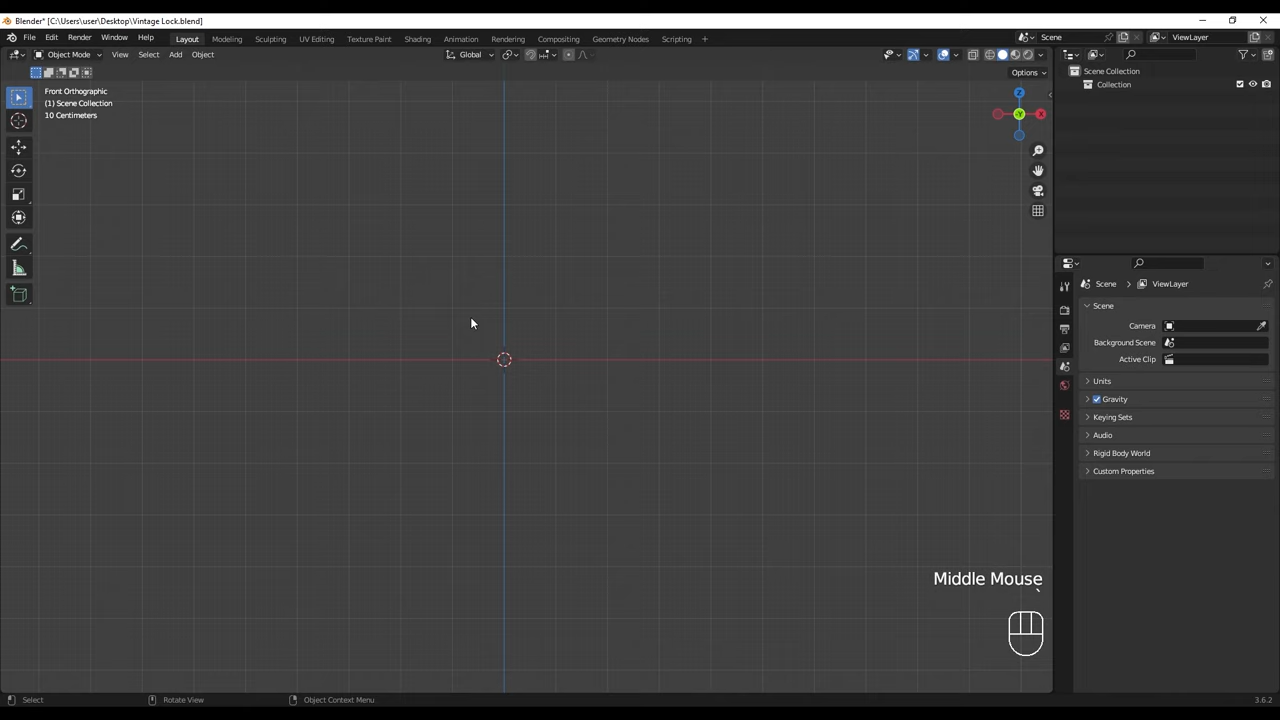 Blender* [C:\Users\user\Desktop\Vintage Lock.blend]
File Edit Render Window Help Layout Modeling Sculpting UV Editing Texture Paint Shading Animation Rendering Compositing Geometry Nodes Scripting + Scene ViewLayer
Object Mode View Select Add Object Global
Options
Front Orthographic
(1) Scene Collection
10 Centimeters
Z
-Y
X
Scene Collection
Collection
Scene ViewLayer
Scene
Camera
Background Scene
Active Clip
Units
Gravity
Keying Sets
Audio
Rigid Body World
Custom Properties
Middle Mouse
`
Select Rotate View Object Context Menu 3.6.2